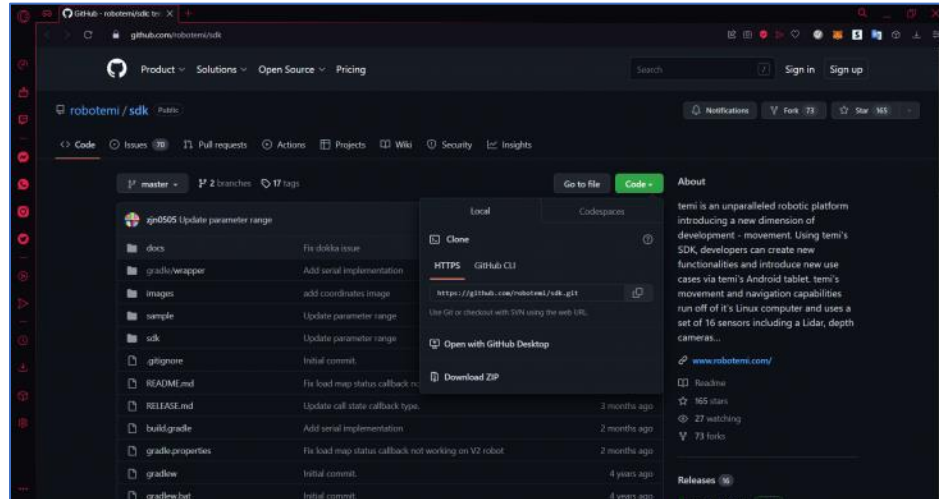 GitHub - robotemi/sdk: te
github.com/robotemi/sdk
Product Solutions Open Source Pricing Search / Sign in Sign up
robotemi / sdk Public
Notifications Fork 73 Star 165
Code Issues 70 Pull requests Actions Projects Wiki Security Insights
master 2 branches 17 tags Go to file Code
zjn0505 Update parameter range
docs Fix dokka issue
gradle/wrapper Add serial implementation
images add coordinates image
sample Update parameter range
sdk Update parameter range
.gitignore Initial commit.
README.md Fix load map status callback no
RELEASE.md Update call state callback type. 3 months ago
build.gradle Add serial implementation 2 months ago
gradle.properties Fix load map status callback not working on V2 robot 2 months ago
gradlew Initial commit. 4 years ago
gradlew.bat Initial commit. 4 years ago
Local Codespaces
Clone
HTTPS GitHub CLI
https://github.com/robotemi/sdk.git
Use Git or checkout with SVN using the web URL.
Open with GitHub Desktop
Download ZIP
About
temi is an unparalleled robotic platform
introducing a new dimension of
development - movement. Using temi's
SDK, developers can create new
functionalities and introduce new use
cases via temi's Android tablet. temi's
movement and navigation capabilities
run off of it's Linux computer and uses a
set of 16 sensors including a Lidar, depth
cameras...
www.robotemi.com/
Readme
165 stars
27 watching
73 forks
Releases 16